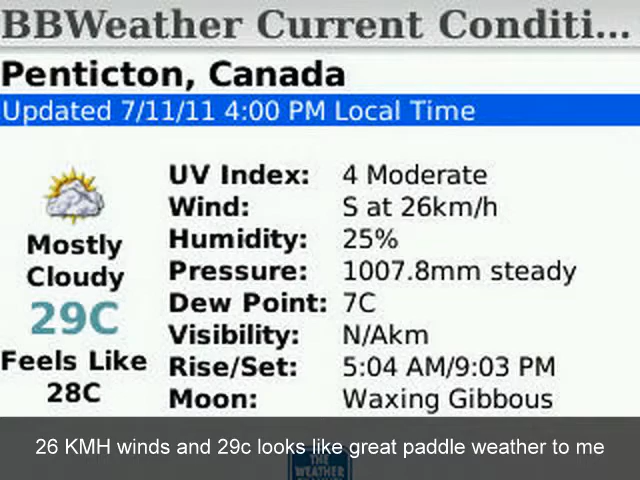 BBWeather Current Conditi...
Penticton, Canada
Updated 7/11/11 4:00 PM Local Time
Mostly
Cloudy
29C
Feels Like
28C
UV Index: 4 Moderate
Wind: S at 26km/h
Humidity: 25%
Pressure: 1007.8mm steady
Dew Point: 7C
Visibility: N/Akm
Rise/Set: 5:04 AM/9:03 PM
Moon: Waxing Gibbous
26 KMH winds and 29c looks like great paddle weather to me
THE
WEATHER